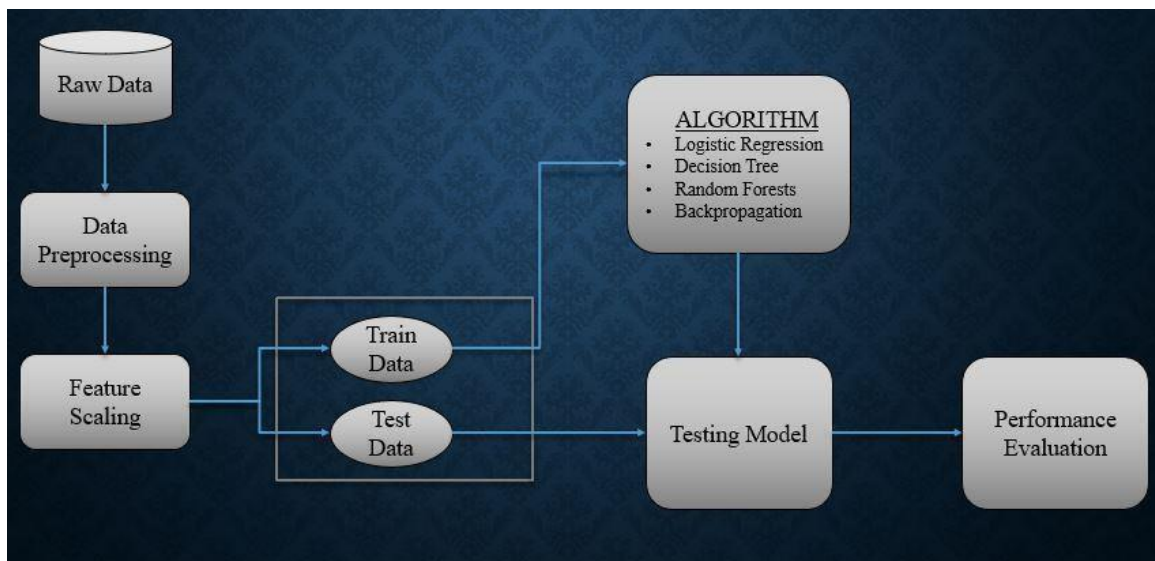 Raw Data
Data
Preprocessing
Feature
Scaling
Train
Data
Test
Data
ALGORITHM
• Logistic Regression
• Decision Tree
• Random Forests
• Backpropagation
Testing Model
Performance
Evaluation